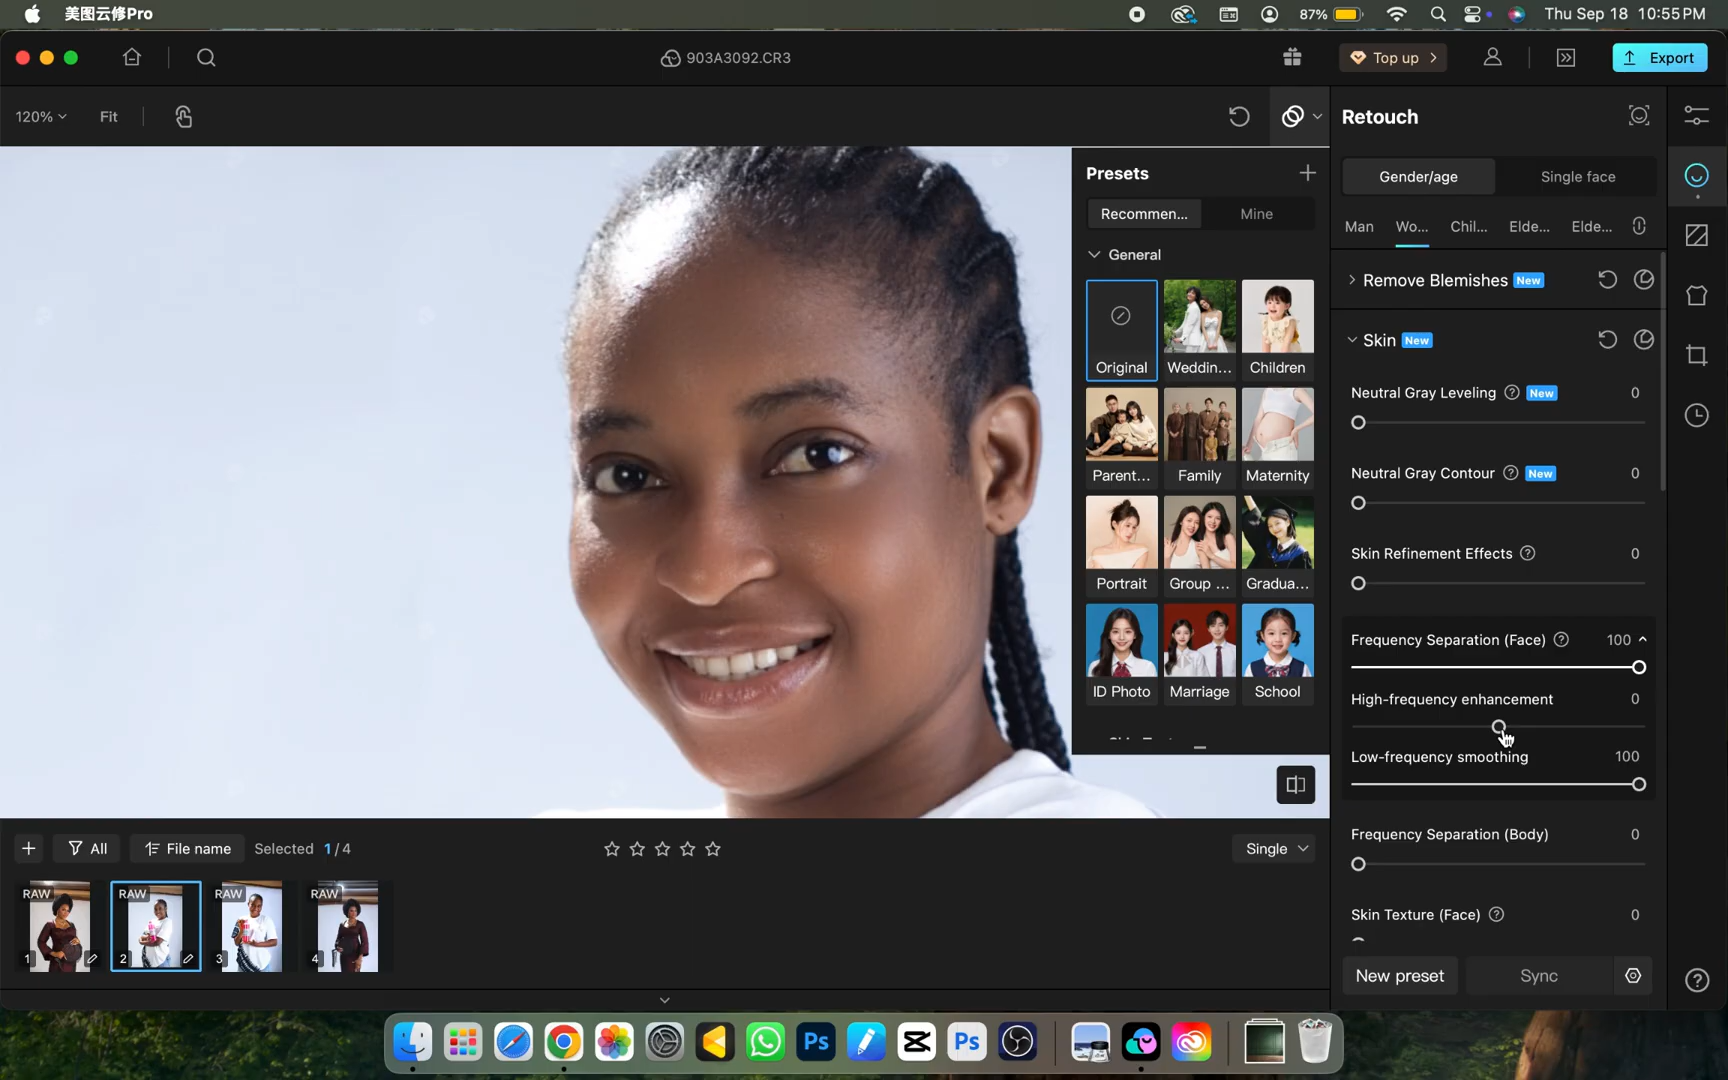 美图云修Pro
87%
Thu Sep 18 10:55PM
903A3092.CR3
Top up
Export
120%
Fit
Presets
Recommen...
Mine
General
Original
Weddin...
Children
Parent...
Family
Maternity
Portrait
Group ...
Gradua...
ID Photo
Marriage
School
Retouch
Gender/age
Single face
Man
Wo...
Chil...
Elde...
Elde...
Remove Blemishes New
Skin New
Neutral Gray Leveling ? New 0
Neutral Gray Contour ? New 0
Skin Refinement Effects ? 0
Frequency Separation (Face) ? 100
High-frequency enhancement 0
Low-frequency smoothing 100
Frequency Separation (Body) 0
Skin Texture (Face) ? 0
New preset
Sync
All
File name
Selected 1/4
Single
RAW
1
RAW
2
RAW
3
RAW
4
Ps
Ps